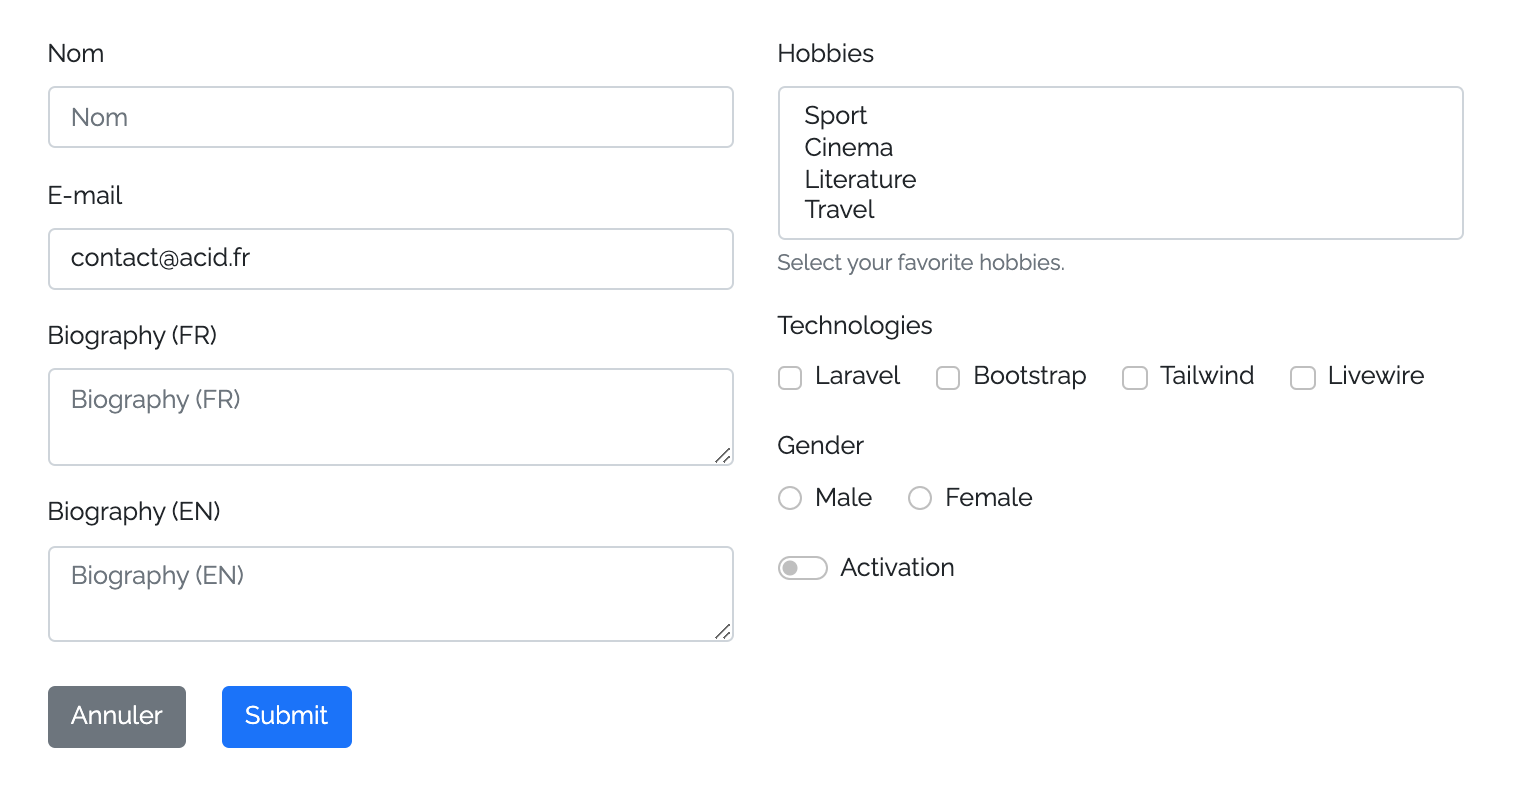 Nom
Nom
E-mail
contact@acid.fr
Biography (FR)
Biography (FR)
Biography (EN)
Biography (EN)
Annuler Submit
Hobbies
Sport
Cinema
Literature
Travel
Select your favorite hobbies.
Technologies
Laravel Bootstrap Tailwind Livewire
Gender
Male Female
Activation